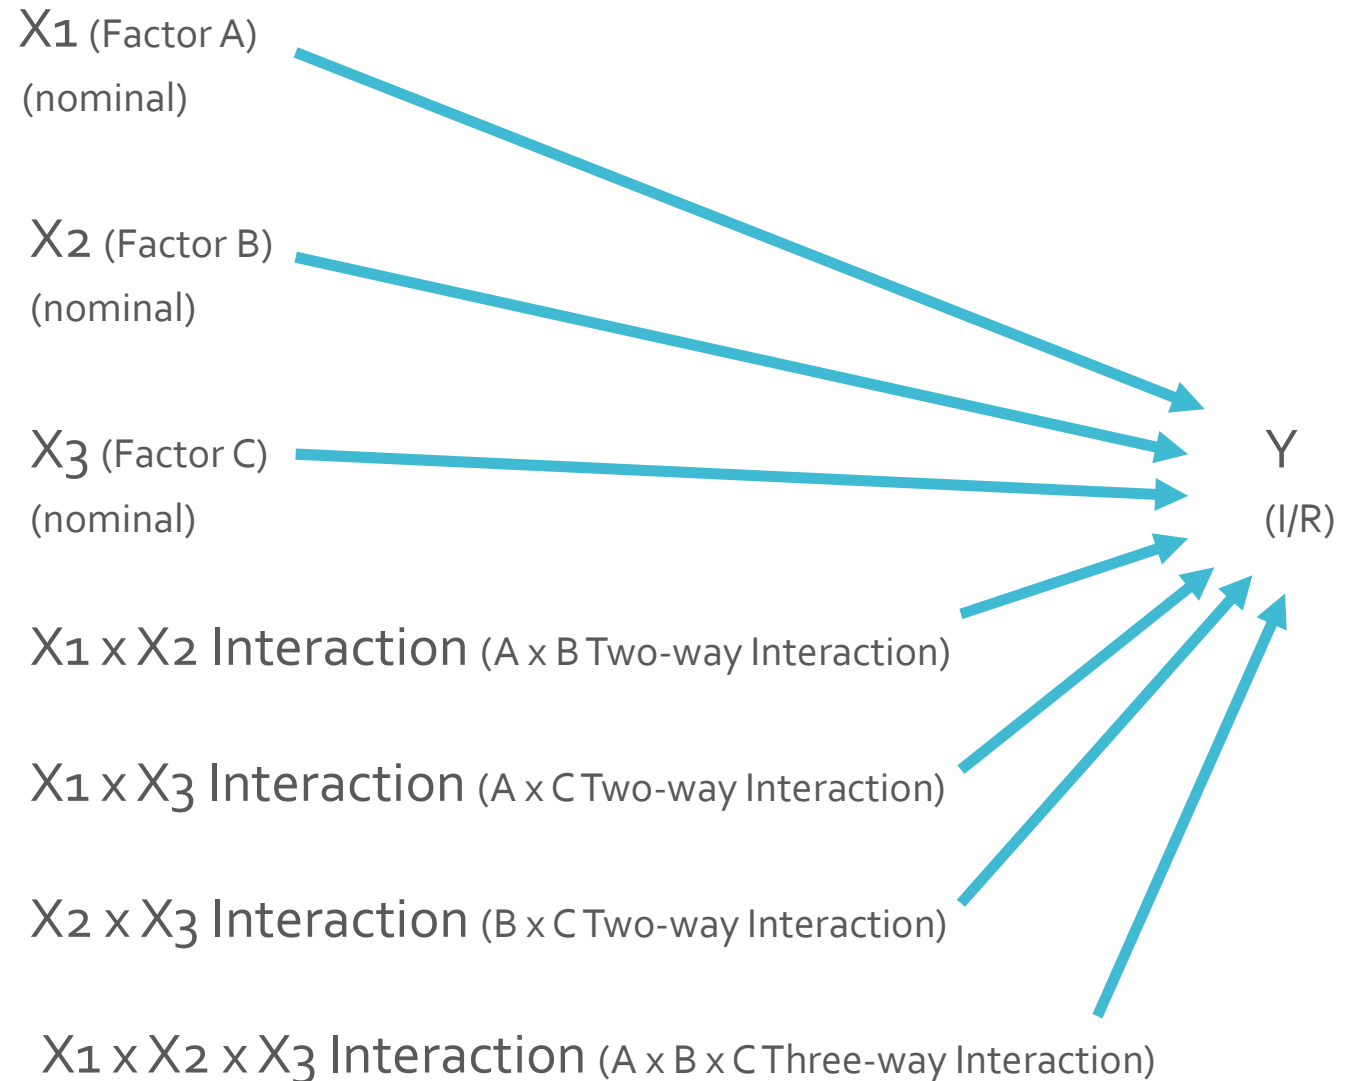 X1 (Factor A)
(nominal)
X2 (Factor B)
(nominal)
X3 (Factor C)
(nominal)
Y
(I/R)
X1 x X2 Interaction (A x B Two-way Interaction)
X1 x X3 Interaction (A x C Two-way Interaction)
X2 x X3 Interaction (B x C Two-way Interaction)
X1 x X2 x X3 Interaction (A x B x C Three-way Interaction)